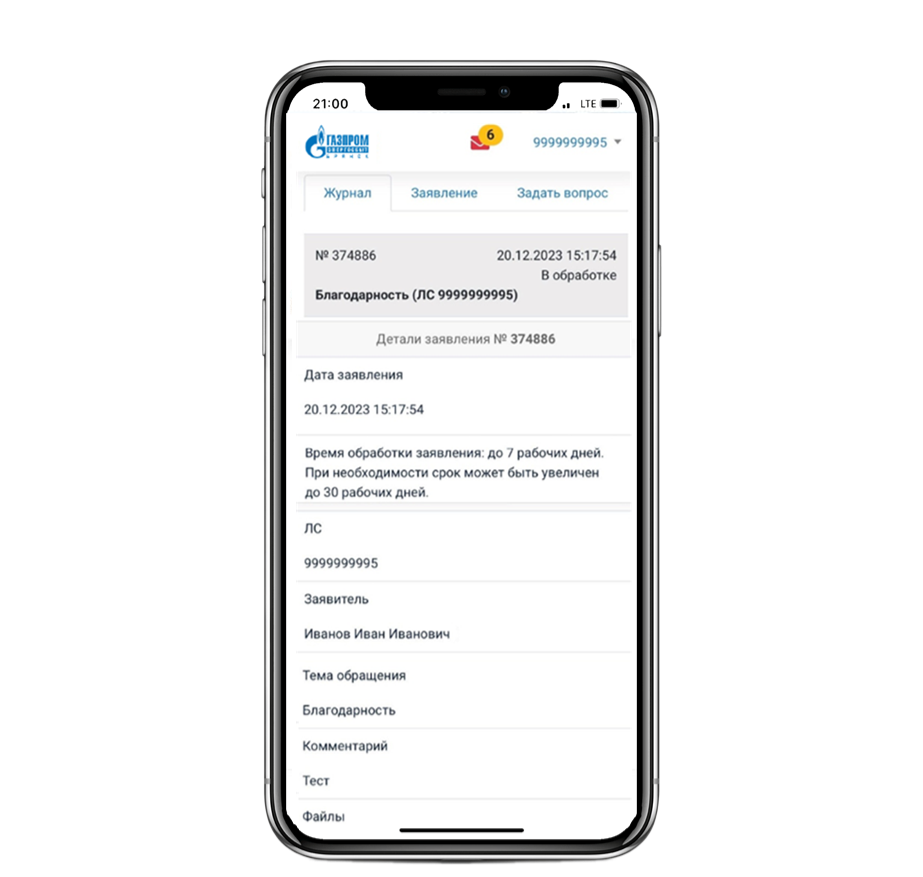 21:00
LTE
ГАЗПРОМ
ЭНЕРГОСБЫТ
БРЯНСК
6
9999999995
Журнал
Заявление
Задать вопрос
№ 374886
20.12.2023 15:17:54
В обработке
Благодарность (ЛС 9999999995)
Детали заявления № 374886
Дата заявления
20.12.2023 15:17:54
Время обработки заявления: до 7 рабочих дней.
При необходимости срок может быть увеличен
до 30 рабочих дней.
ЛС
9999999995
Заявитель
Иванов Иван Иванович
Тема обращения
Благодарность
Комментарий
Тест
Файлы